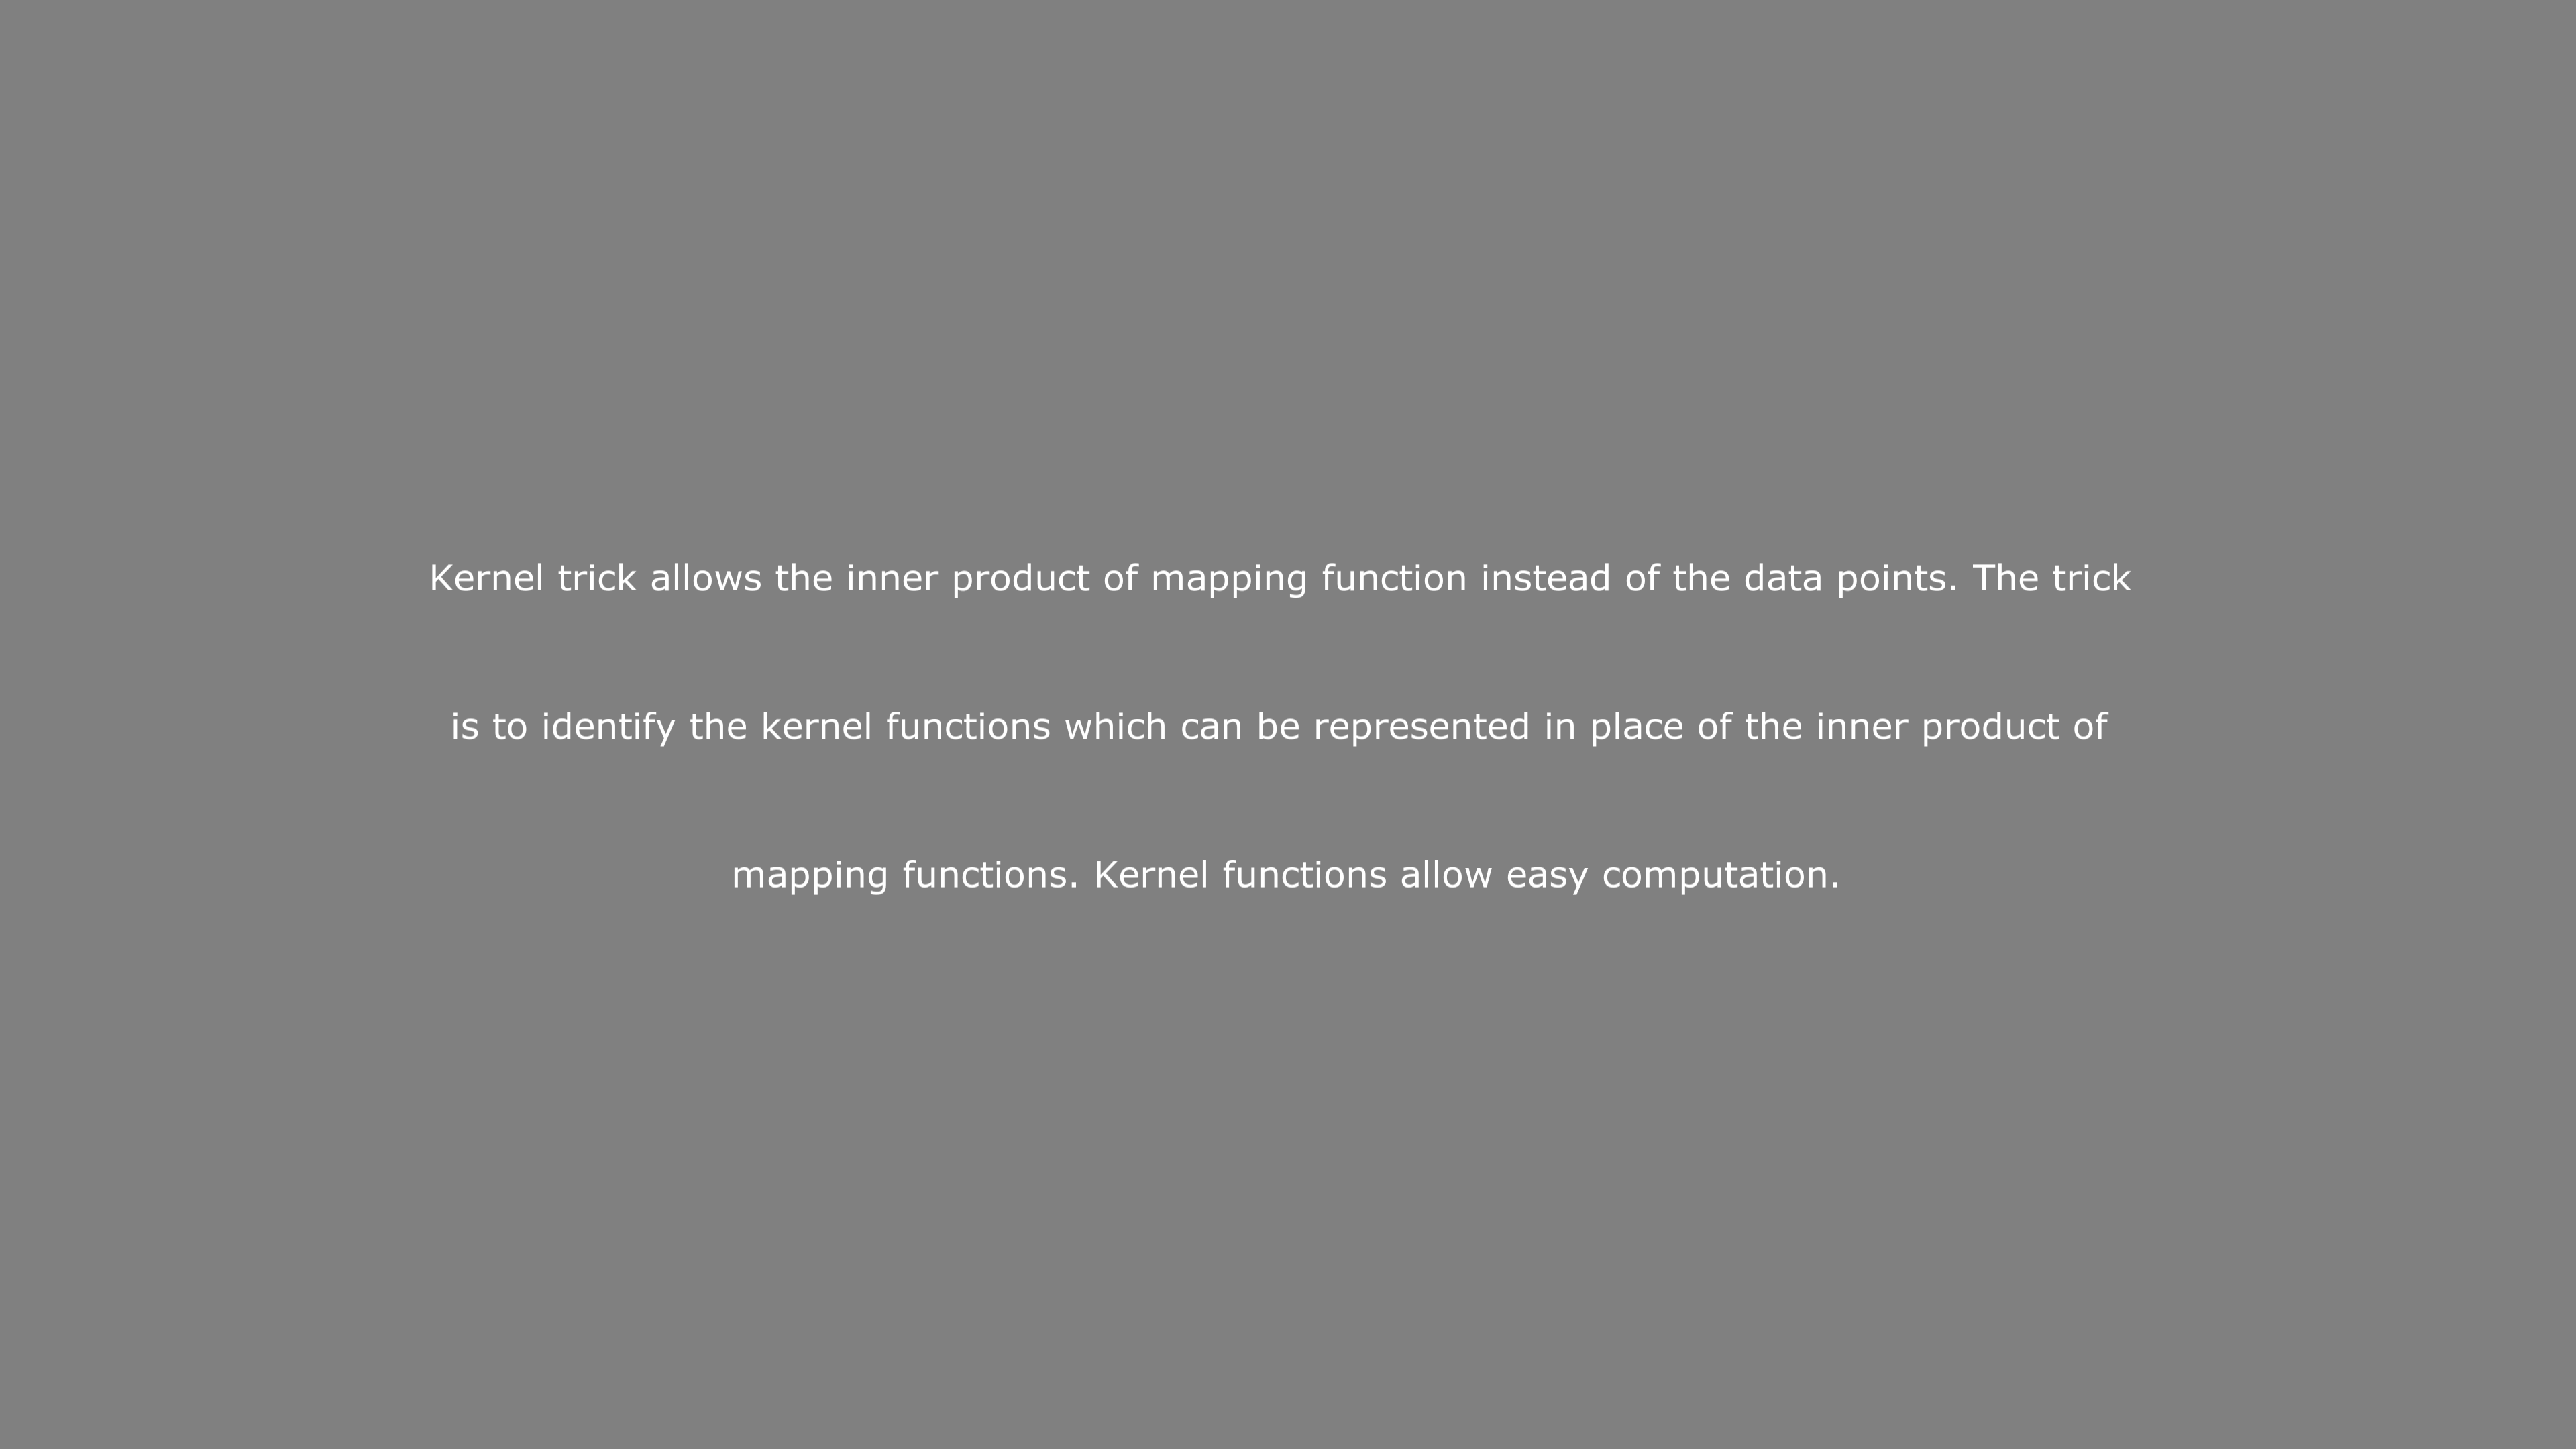 Kernel trick allows the inner product of mapping function instead of the data points. The trick
is to identify the kernel functions which can be represented in place of the inner product of
mapping functions. Kernel functions allow easy computation.